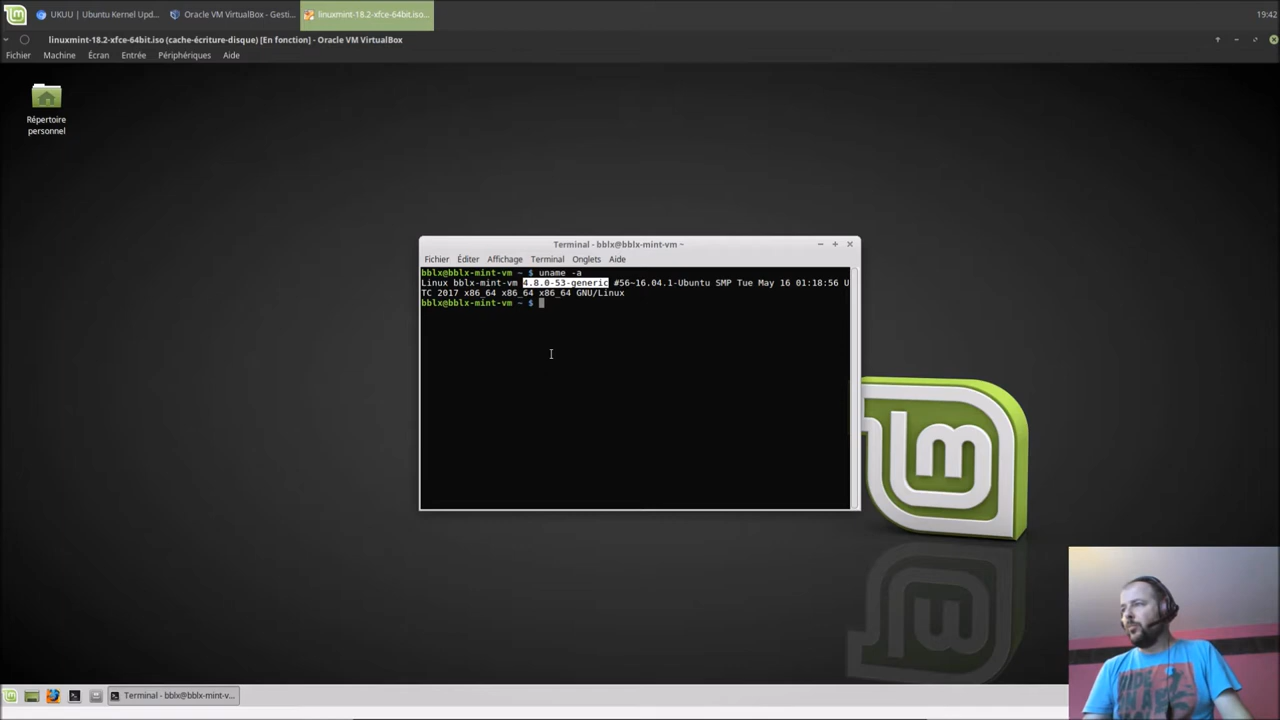 UKUU | Ubuntu Kernel Upd...
Oracle VM VirtualBox - Gesti...
linuxmint-18.2-xfce-64bit.iso...
19:42
linuxmint-18.2-xfce-64bit.iso (cache-écriture-disque) [En fonction] - Oracle VM VirtualBox
Fichier Machine Écran Entrée Périphériques Aide
Répertoire
personnel
Terminal - bblx@bblx-mint-vm ~
Fichier Éditer Affichage Terminal Onglets Aide
bblx@bblx-mint-vm ~ $ uname -a
Linux bblx-mint-vm 4.8.0-53-generic #56~16.04.1-Ubuntu SMP Tue May 16 01:18:56 U
TC 2017 x86_64 x86_64 x86_64 GNU/Linux
bblx@bblx-mint-vm ~ $
lm
Terminal - bblx@bblx-mint-v...